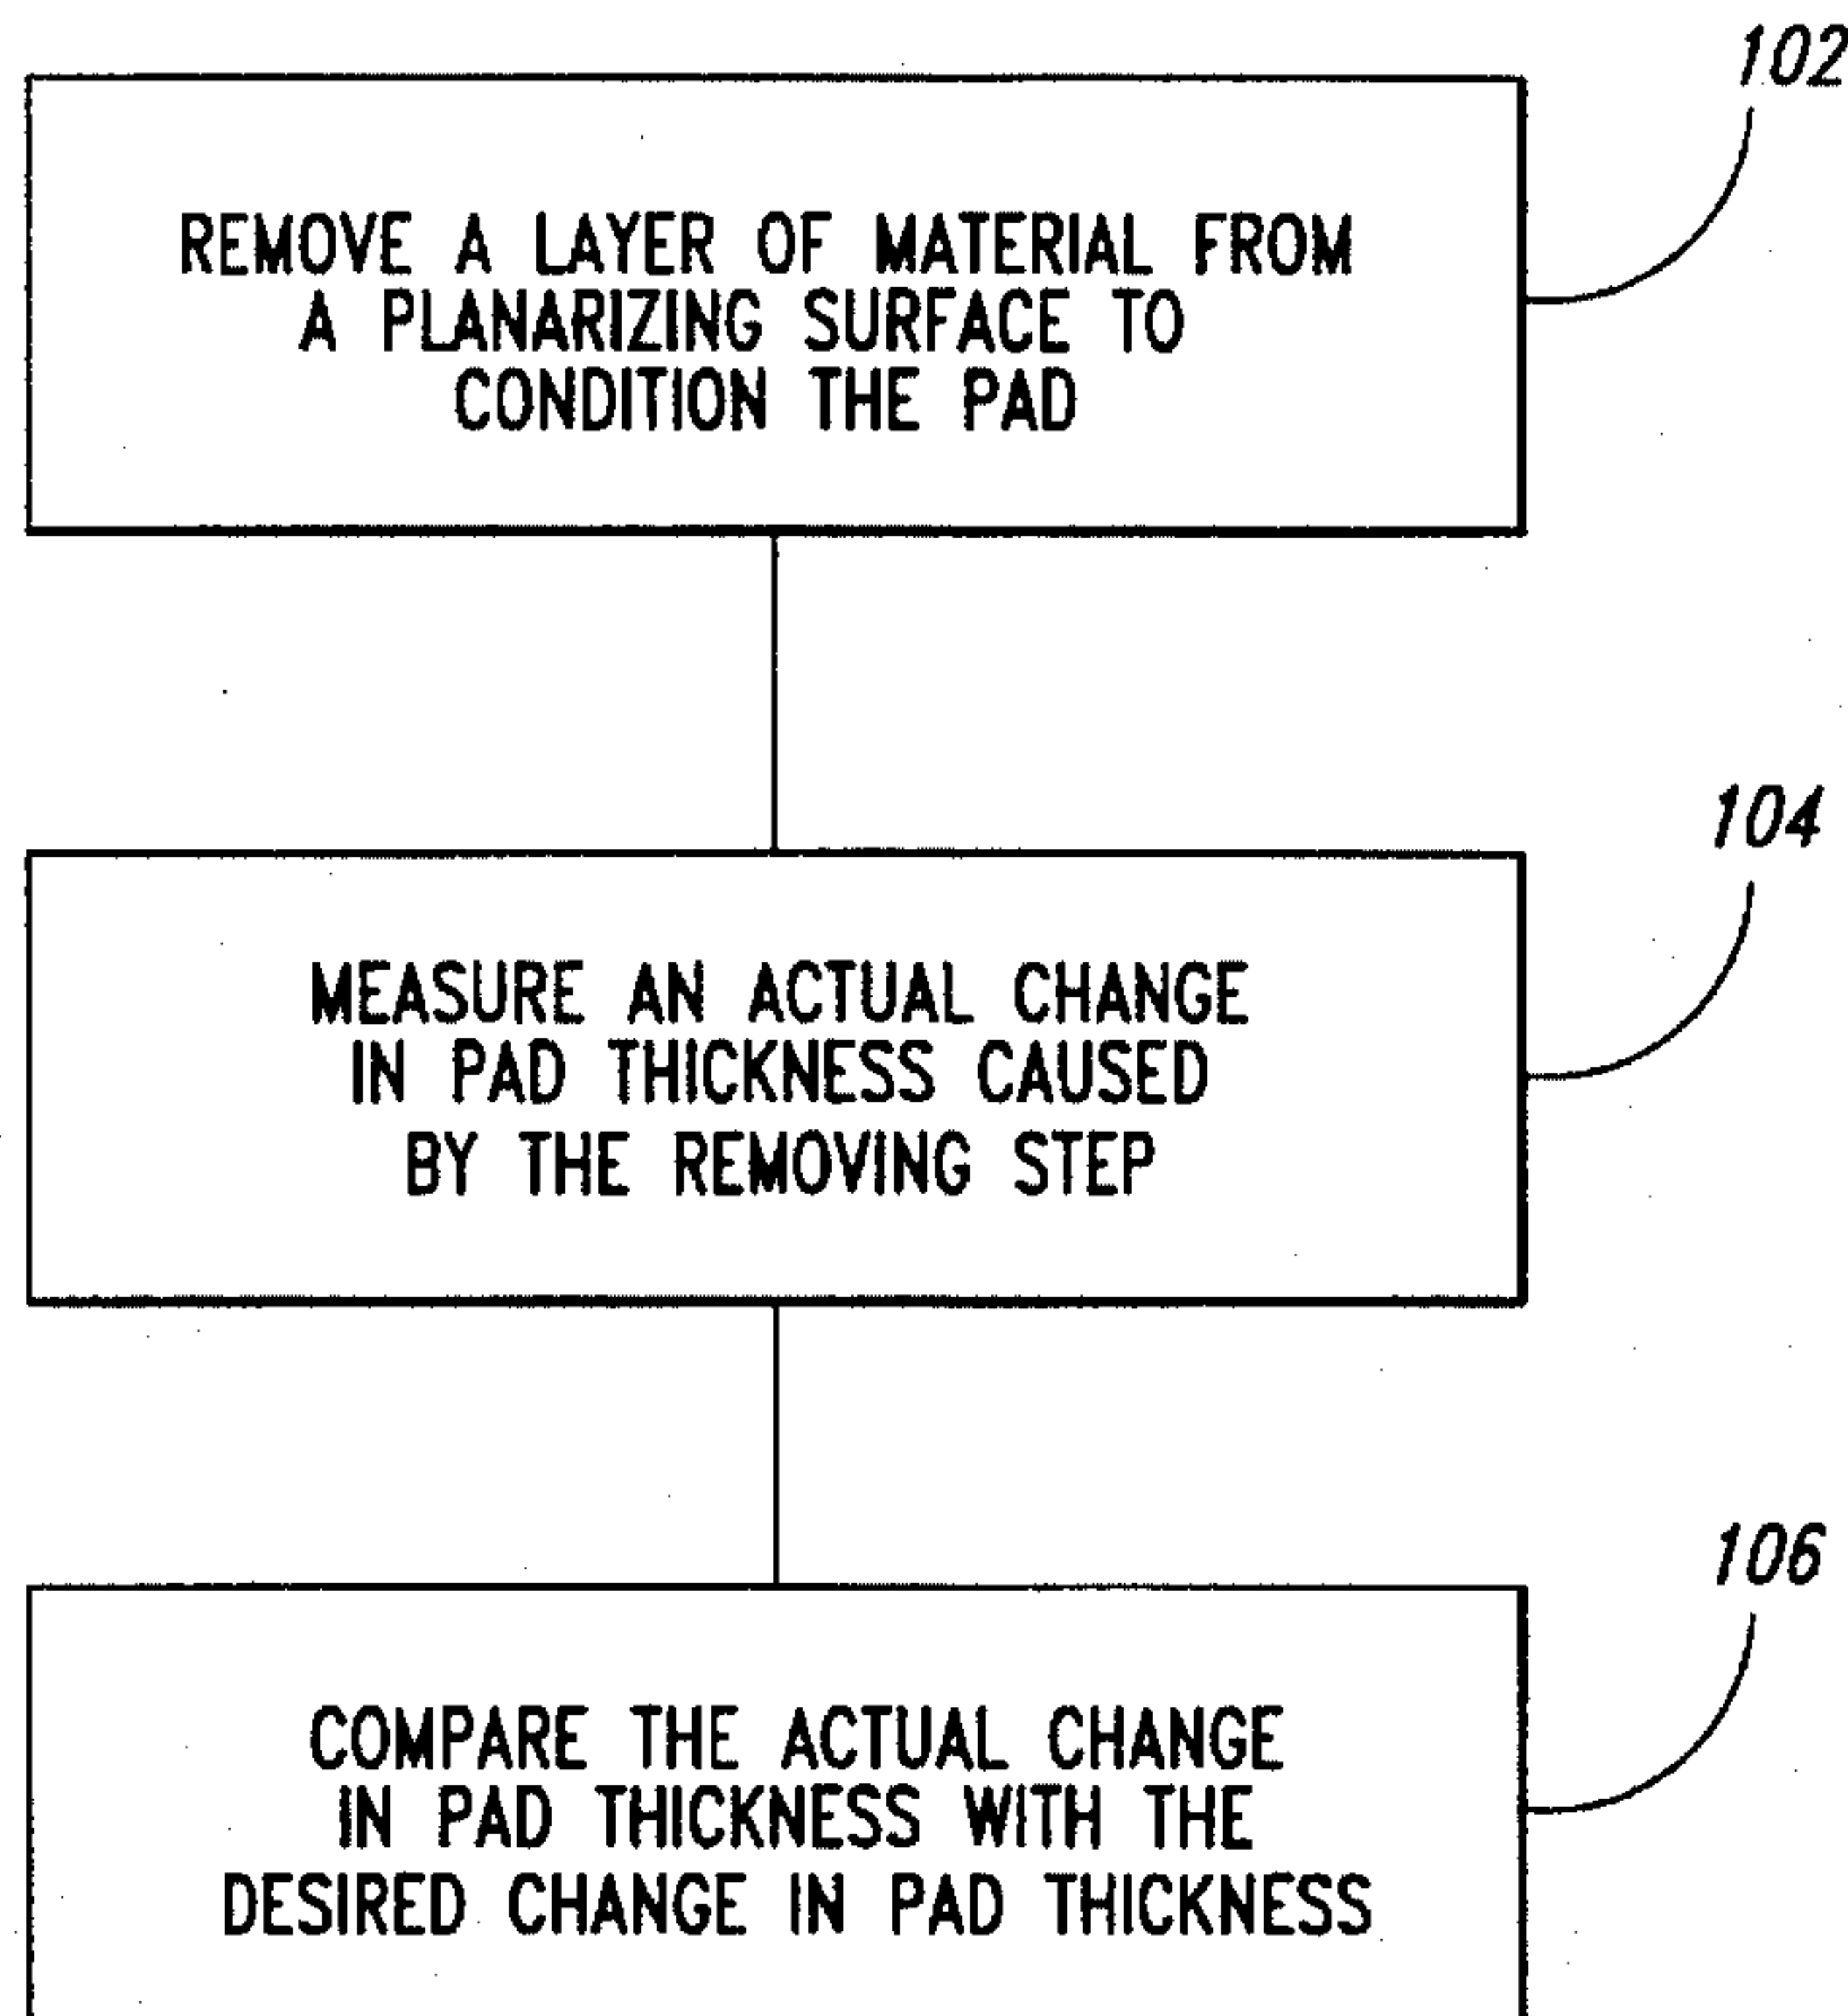 102
REMOVE A LAYER OF MATERIAL FROM
A PLANARIZING SURFACE TO
CONDITION THE PAD
104
MEASURE AN ACTUAL CHANGE
IN PAD THICKNESS CAUSED
BY THE REMOVING STEP
106
COMPARE THE ACTUAL CHANGE
IN PAD THICKNESS WITH THE
DESIRED CHANGE IN PAD THICKNESS